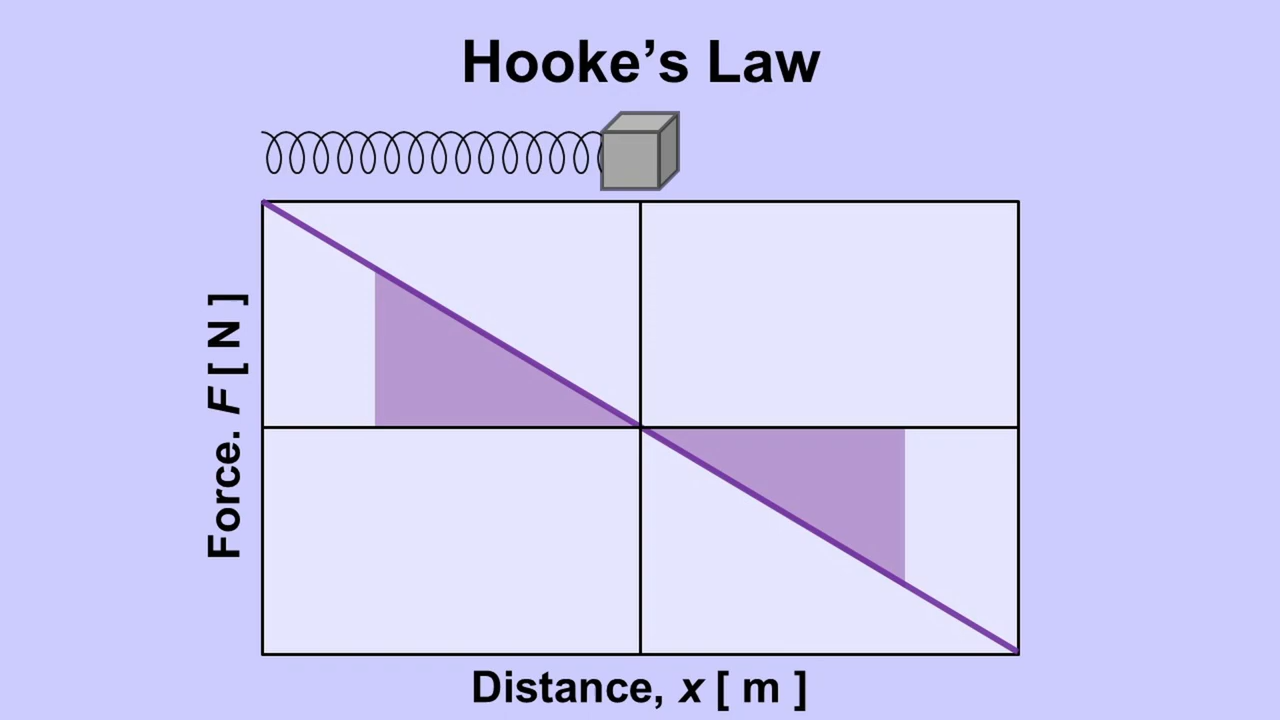 Hooke’s Law
Force. F [ N ]
Distance, x [ m ]